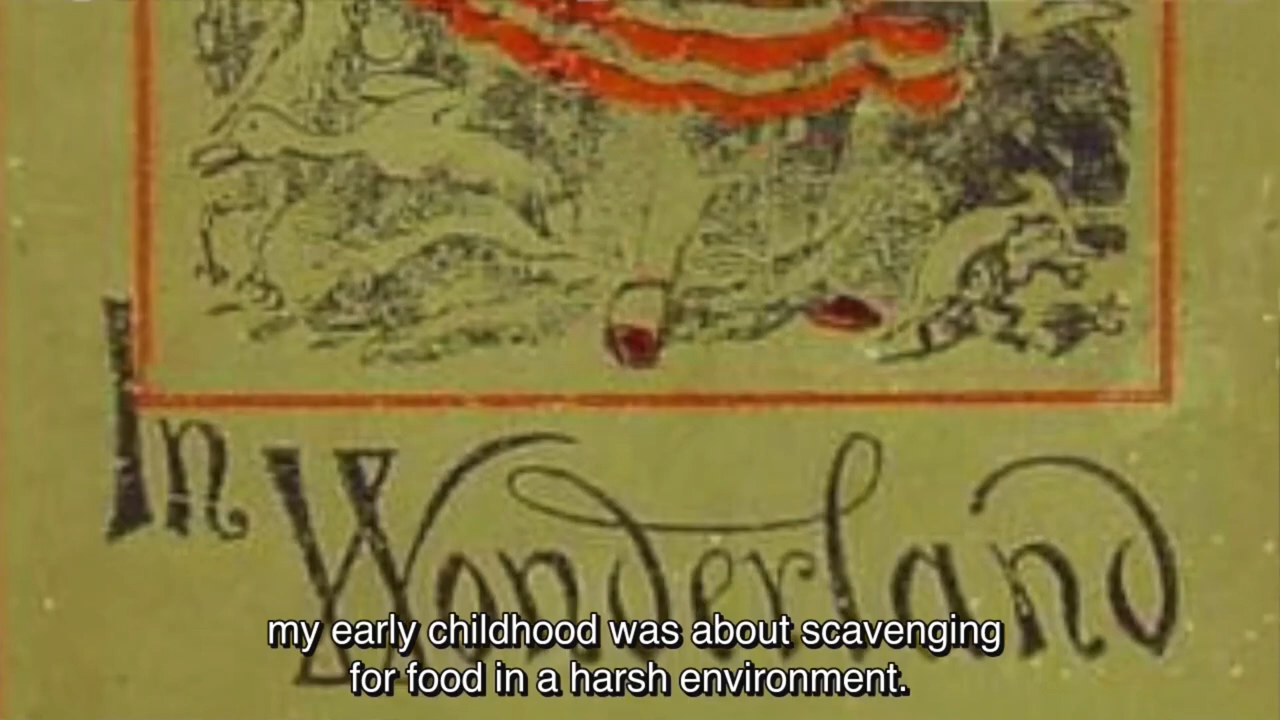 In Wonderland
my early childhood was about scavenging
for food in a harsh environment.